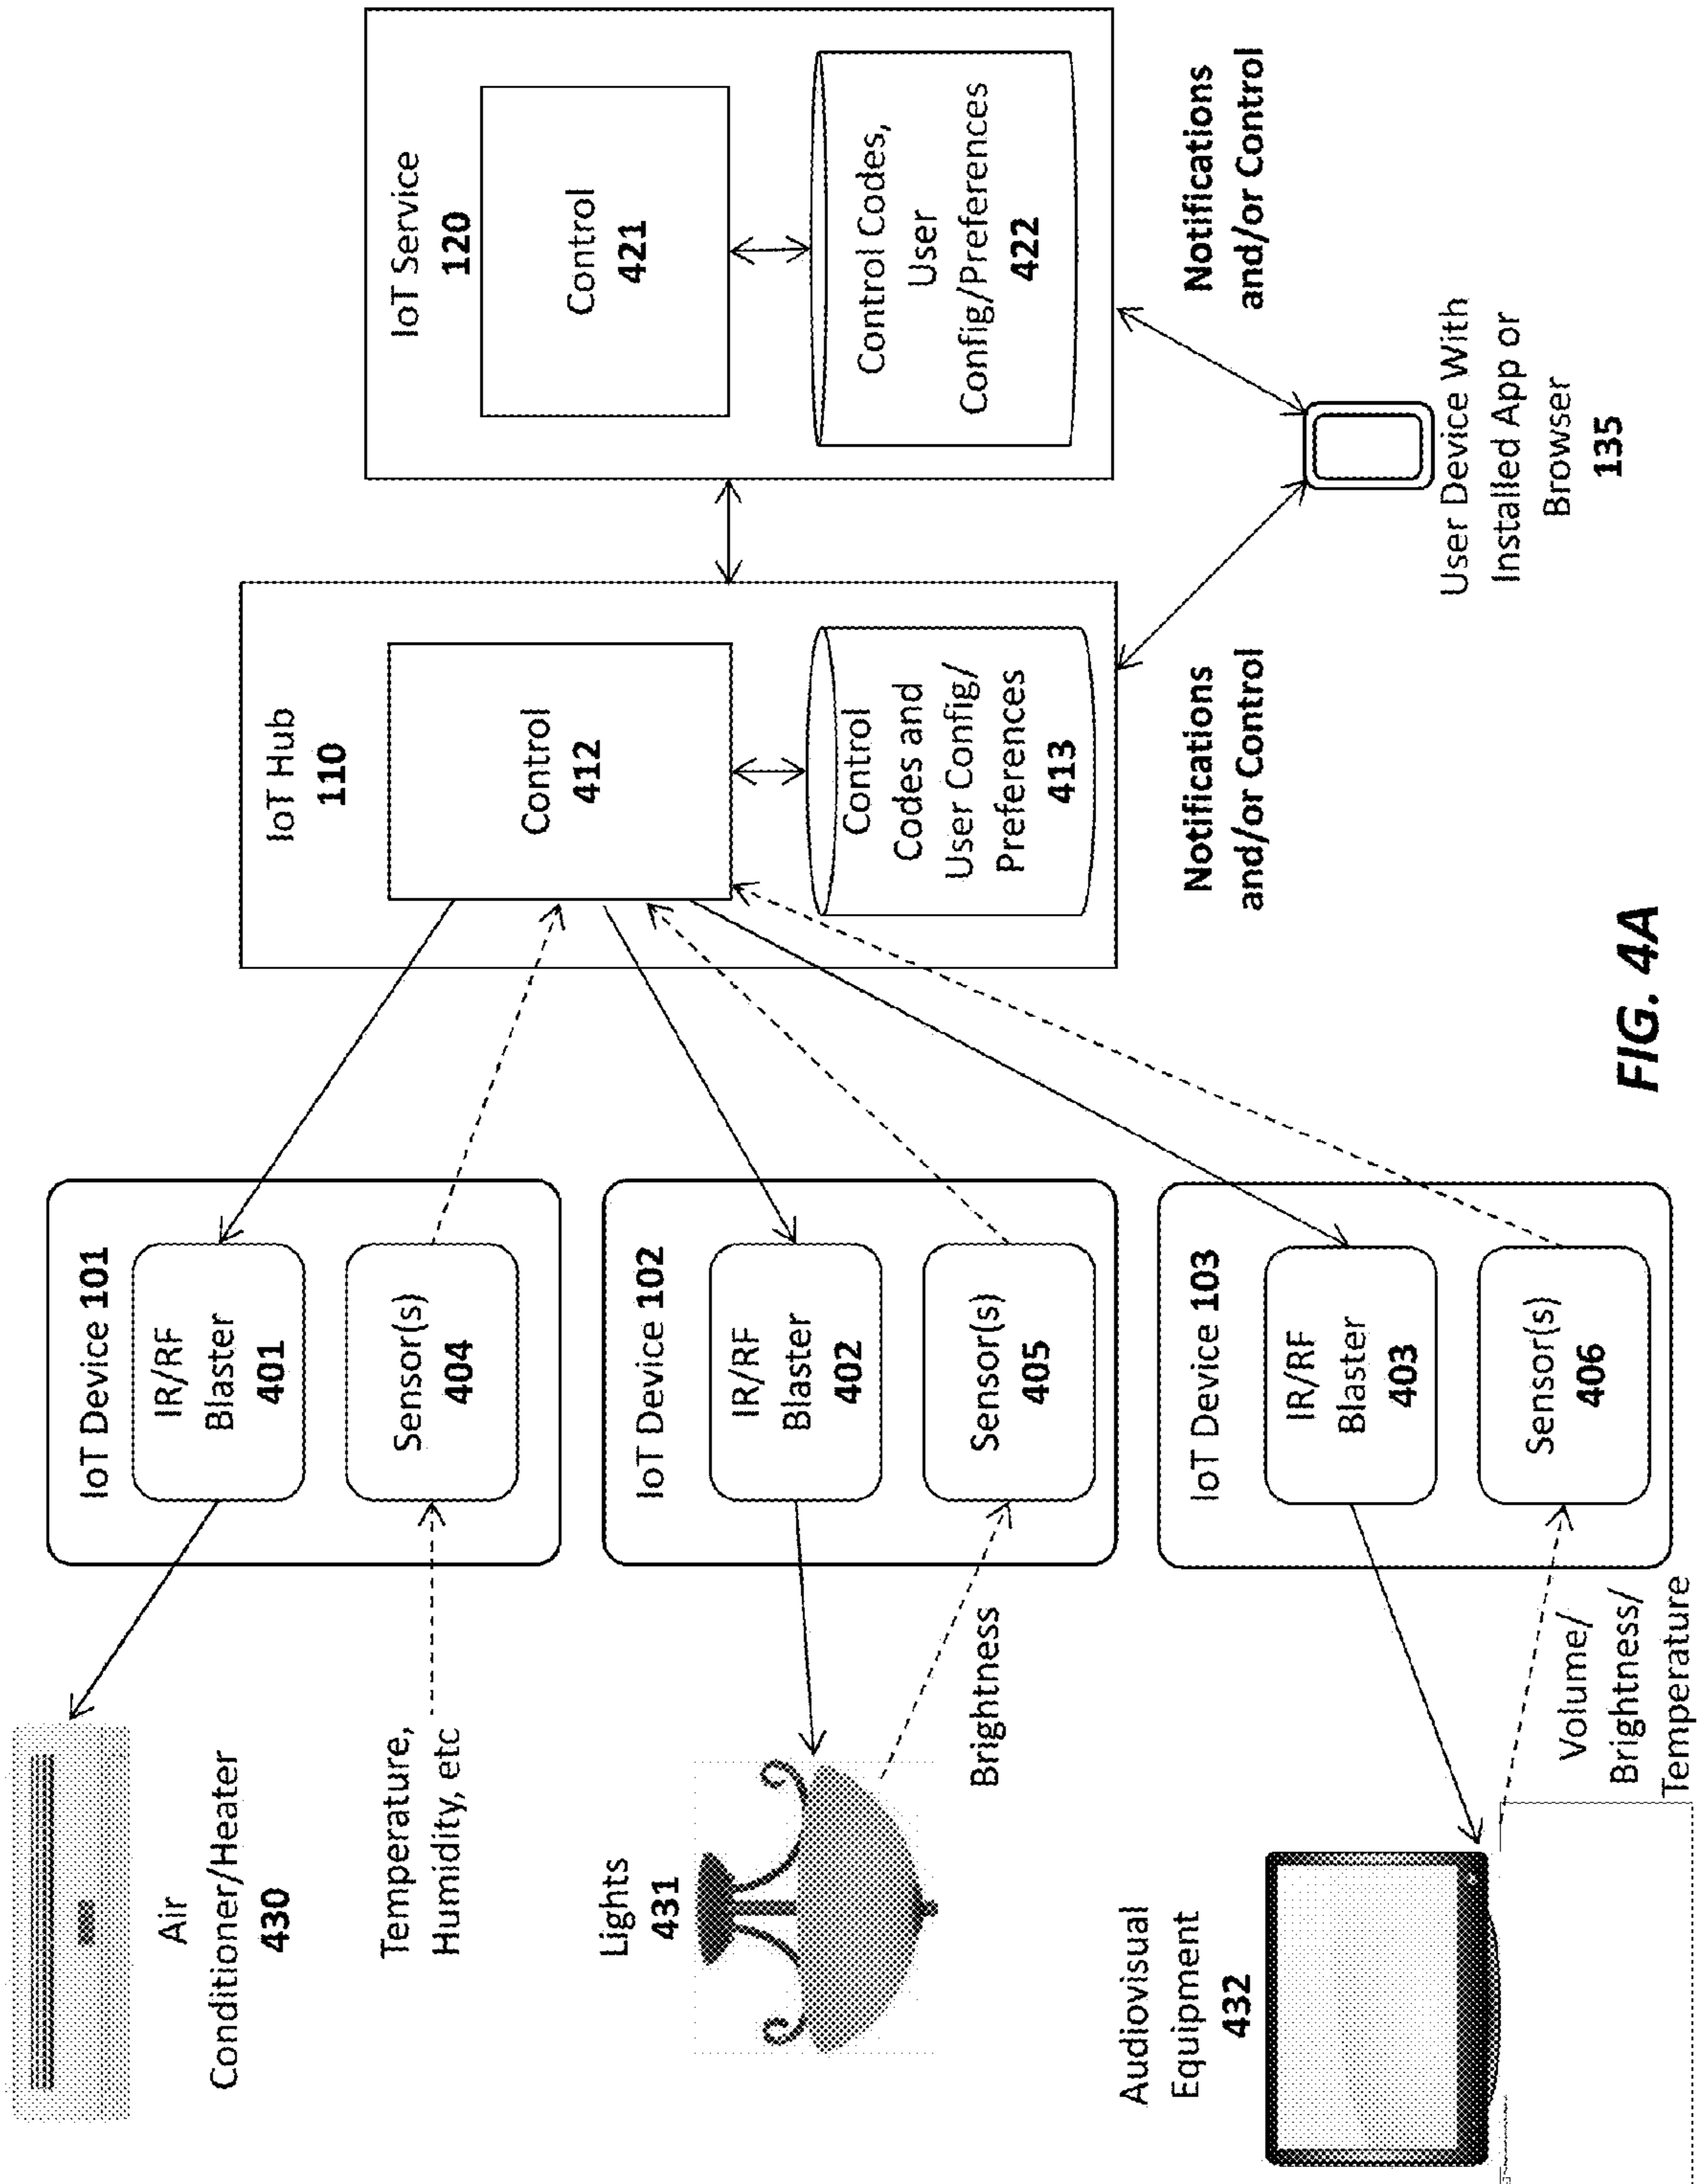 Air
Conditioner/Heater
430
Temperature,
Humidity, etc
Lights
431
Brightness
Audiovisual
Equipment
432
Volume/
Brightness/
Temperature
IoT Device 101
IR/RF
Blaster
401
Sensor(s)
404
IoT Device 102
IR/RF
Blaster
402
Sensor(s)
405
IoT Device 103
IR/RF
Blaster
403
Sensor(s)
406
IoT Hub
110
Control
412
Control
Codes and
User Config/
Preferences
413
Notifications
and/or Control
IoT Service
120
Control
421
Control Codes,
User
Config/Preferences
422
Notifications
and/or Control
User Device With
Installed App or
Browser
135
FIG. 4A